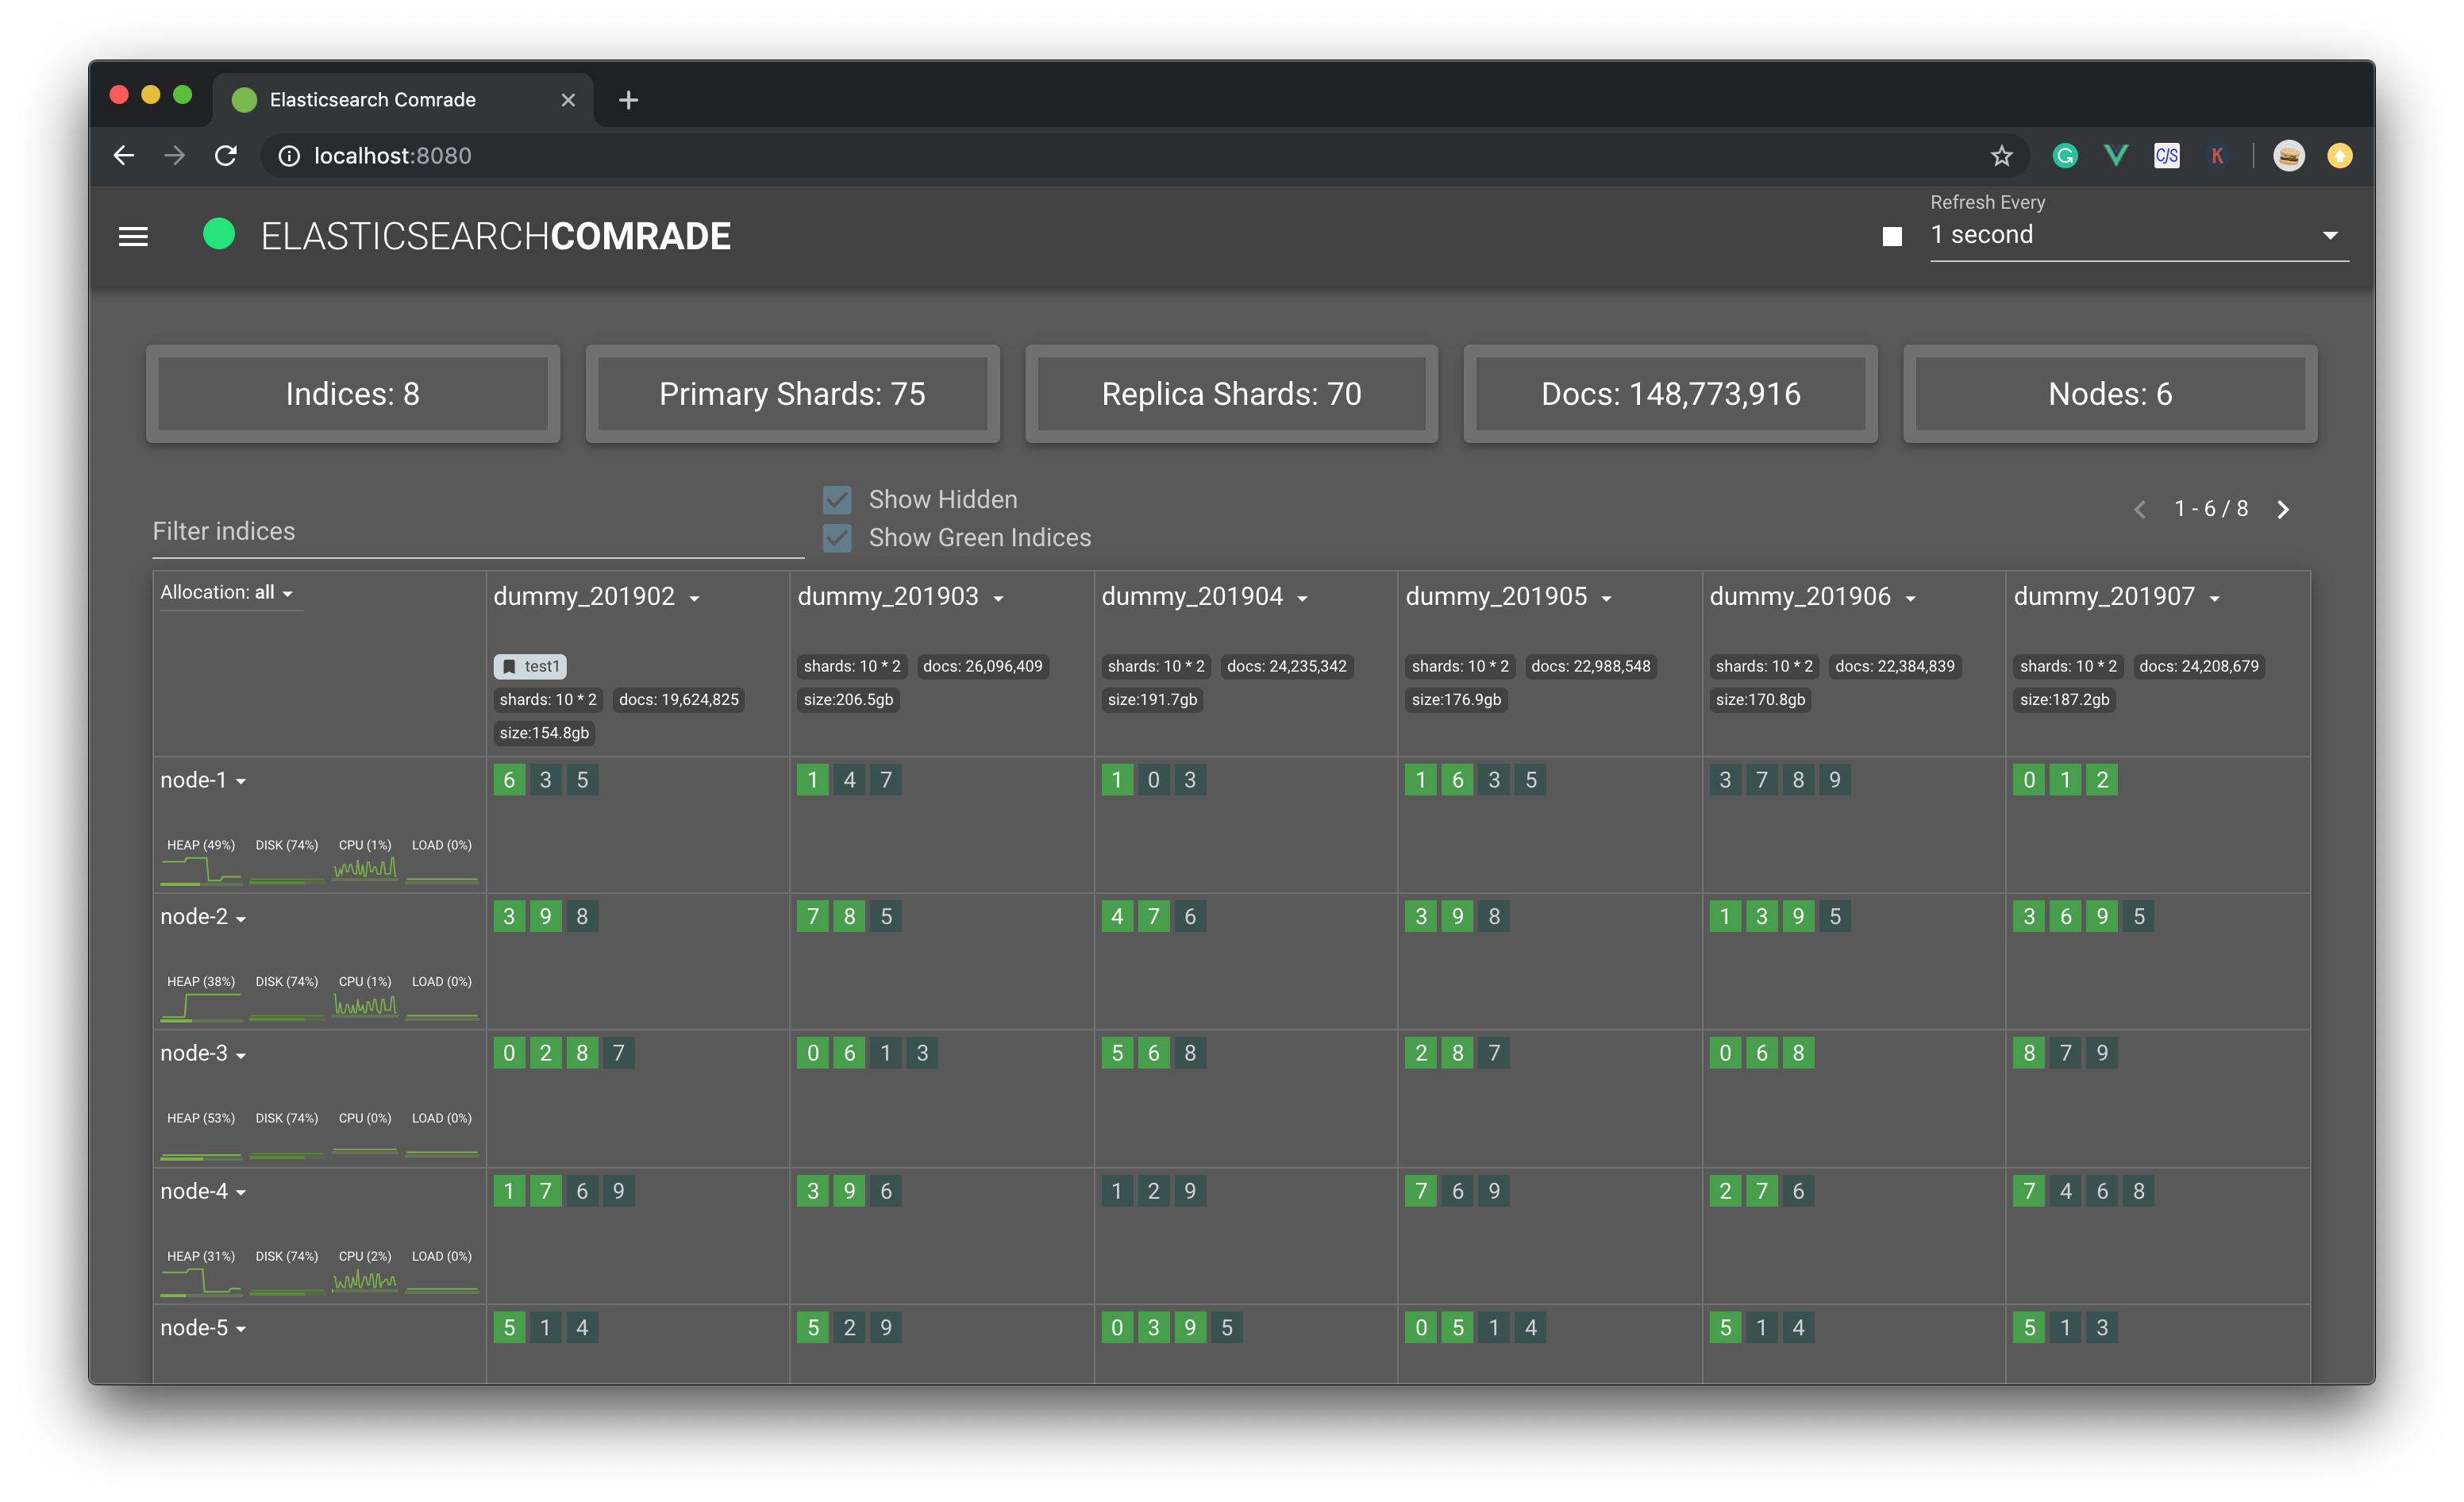 Elasticsearch Comrade
localhost:8080
ELASTICSEARCHCOMRADE
Refresh Every
1 second
Indices: 8
Primary Shards: 75
Replica Shards: 70
Docs: 148,773,916
Nodes: 6
Filter indices
Show Hidden
Show Green Indices
1 - 6 / 8
Allocation: all
dummy_201902
dummy_201903
dummy_201904
dummy_201905
dummy_201906
dummy_201907
test1
shards: 10 * 2 docs: 19,624,825
size:154.8gb
shards: 10 * 2 docs: 26,096,409
size:206.5gb
shards: 10 * 2 docs: 24,235,342
size:191.7gb
shards: 10 * 2 docs: 22,988,548
size:176.9gb
shards: 10 * 2 docs: 22,384,839
size:170.8gb
shards: 10 * 2 docs: 24,208,679
size:187.2gb
node-1
6 3 5
1 4 7
1 0 3
1 6 3 5
3 7 8 9
0 1 2
HEAP (49%) DISK (74%) CPU (1%) LOAD (0%)
node-2
3 9 8
7 8 5
4 7 6
3 9 8
1 3 9 5
3 6 9 5
HEAP (38%) DISK (74%) CPU (1%) LOAD (0%)
node-3
0 2 8 7
0 6 1 3
5 6 8
2 8 7
0 6 8
8 7 9
HEAP (53%) DISK (74%) CPU (0%) LOAD (0%)
node-4
1 7 6 9
3 9 6
1 2 9
7 6 9
2 7 6
7 4 6 8
HEAP (31%) DISK (74%) CPU (2%) LOAD (0%)
node-5
5 1 4
5 2 9
0 3 9 5
0 5 1 4
5 1 4
5 1 3
C/S
K